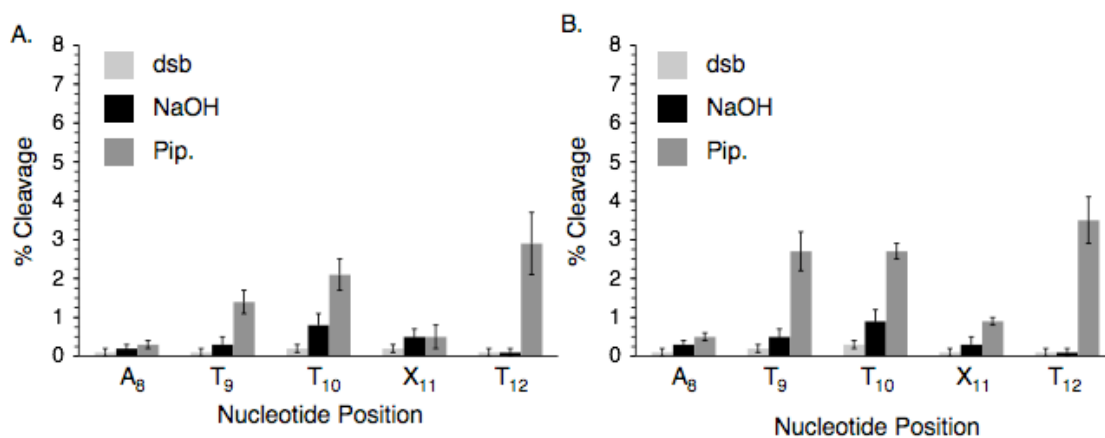 A.
% Cleavage
8
7
6
5
4
3
2
1
0
dsb
NaOH
Pip.
A8 T9 T10 X11 T12
Nucleotide Position
B.
% Cleavage
8
7
6
5
4
3
2
1
0
dsb
NaOH
Pip.
A8 T9 T10 X11 T12
Nucleotide Position